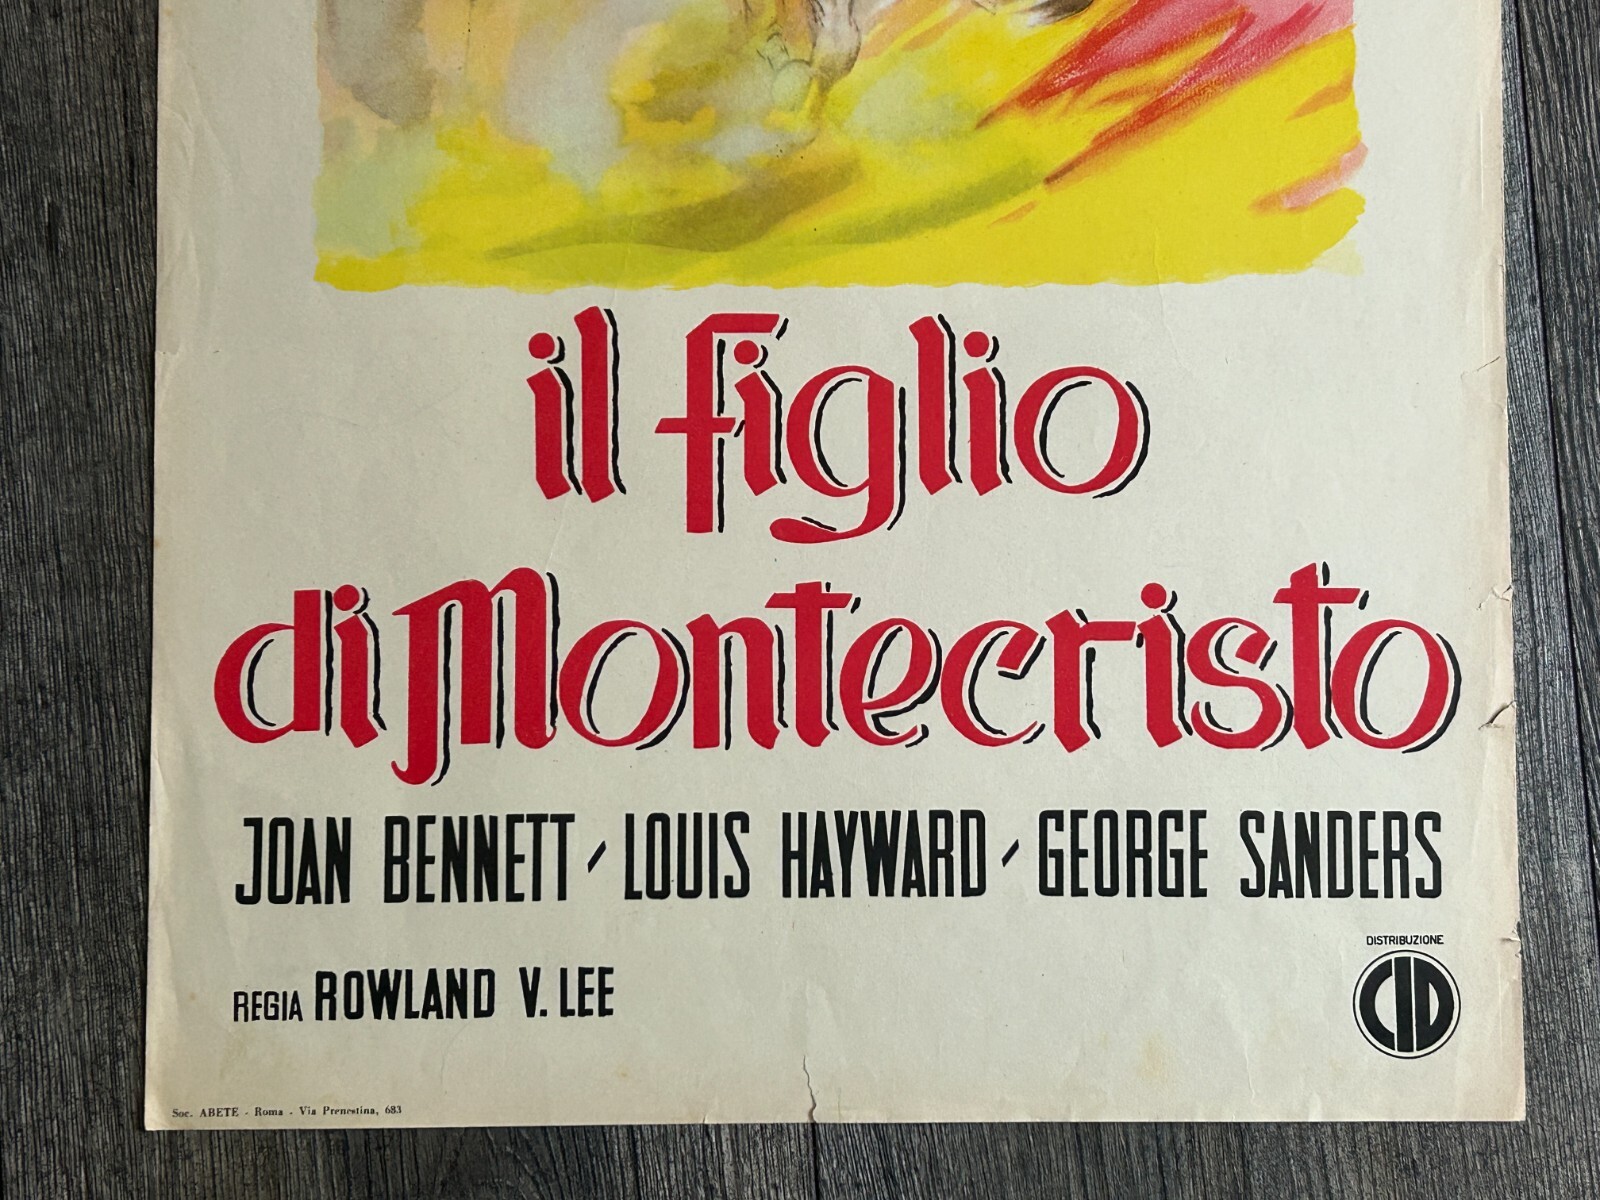 il figlio
di Montecristo
JOAN BENNETT - LOUIS HAYWARD - GEORGE SANDERS
REGIA ROWLAND V. LEE
DISTRIBUZIONE
CID
Soc. ABETE - Roma - Via Prenestina, 683